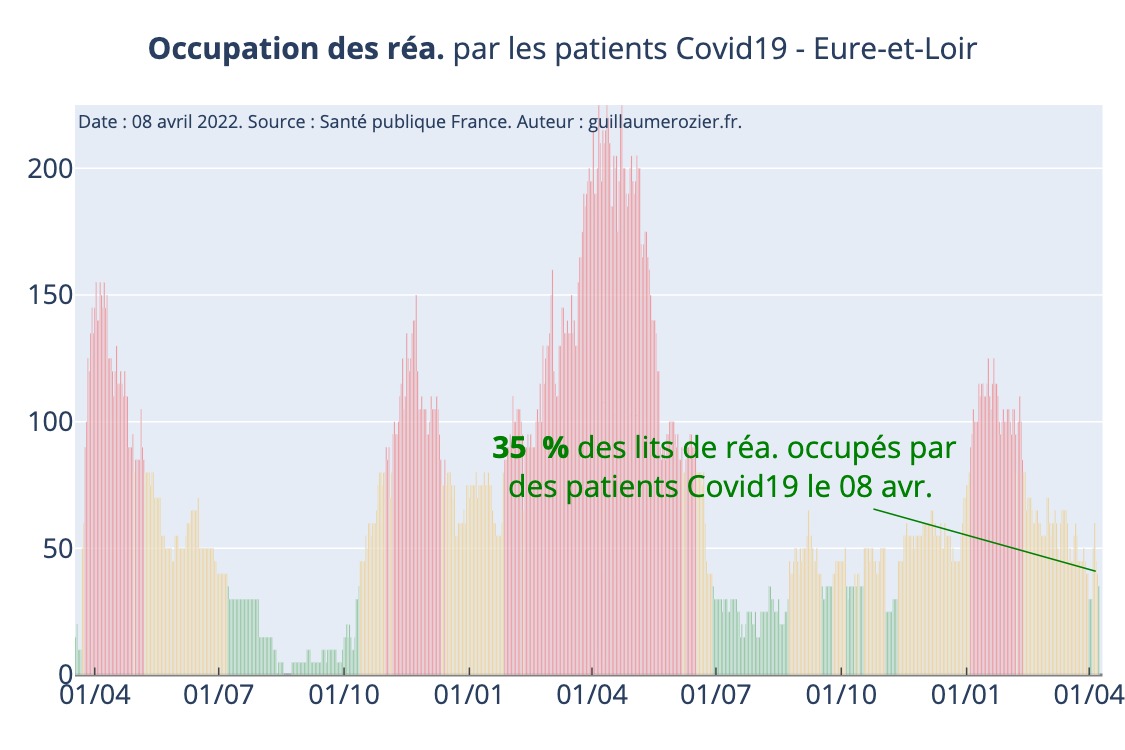 Occupation des réa. par les patients Covid19 - Eure-et-Loir
Date : 08 avril 2022. Source : Santé publique France. Auteur : guillaumerozier.fr.
200
150
100
35 % des lits de réa. occupés par
des patients Covid19 le 08 avr.
50
0
01/04 01/07 01/10 01/01 01/04 01/07 01/10 01/01 01/04